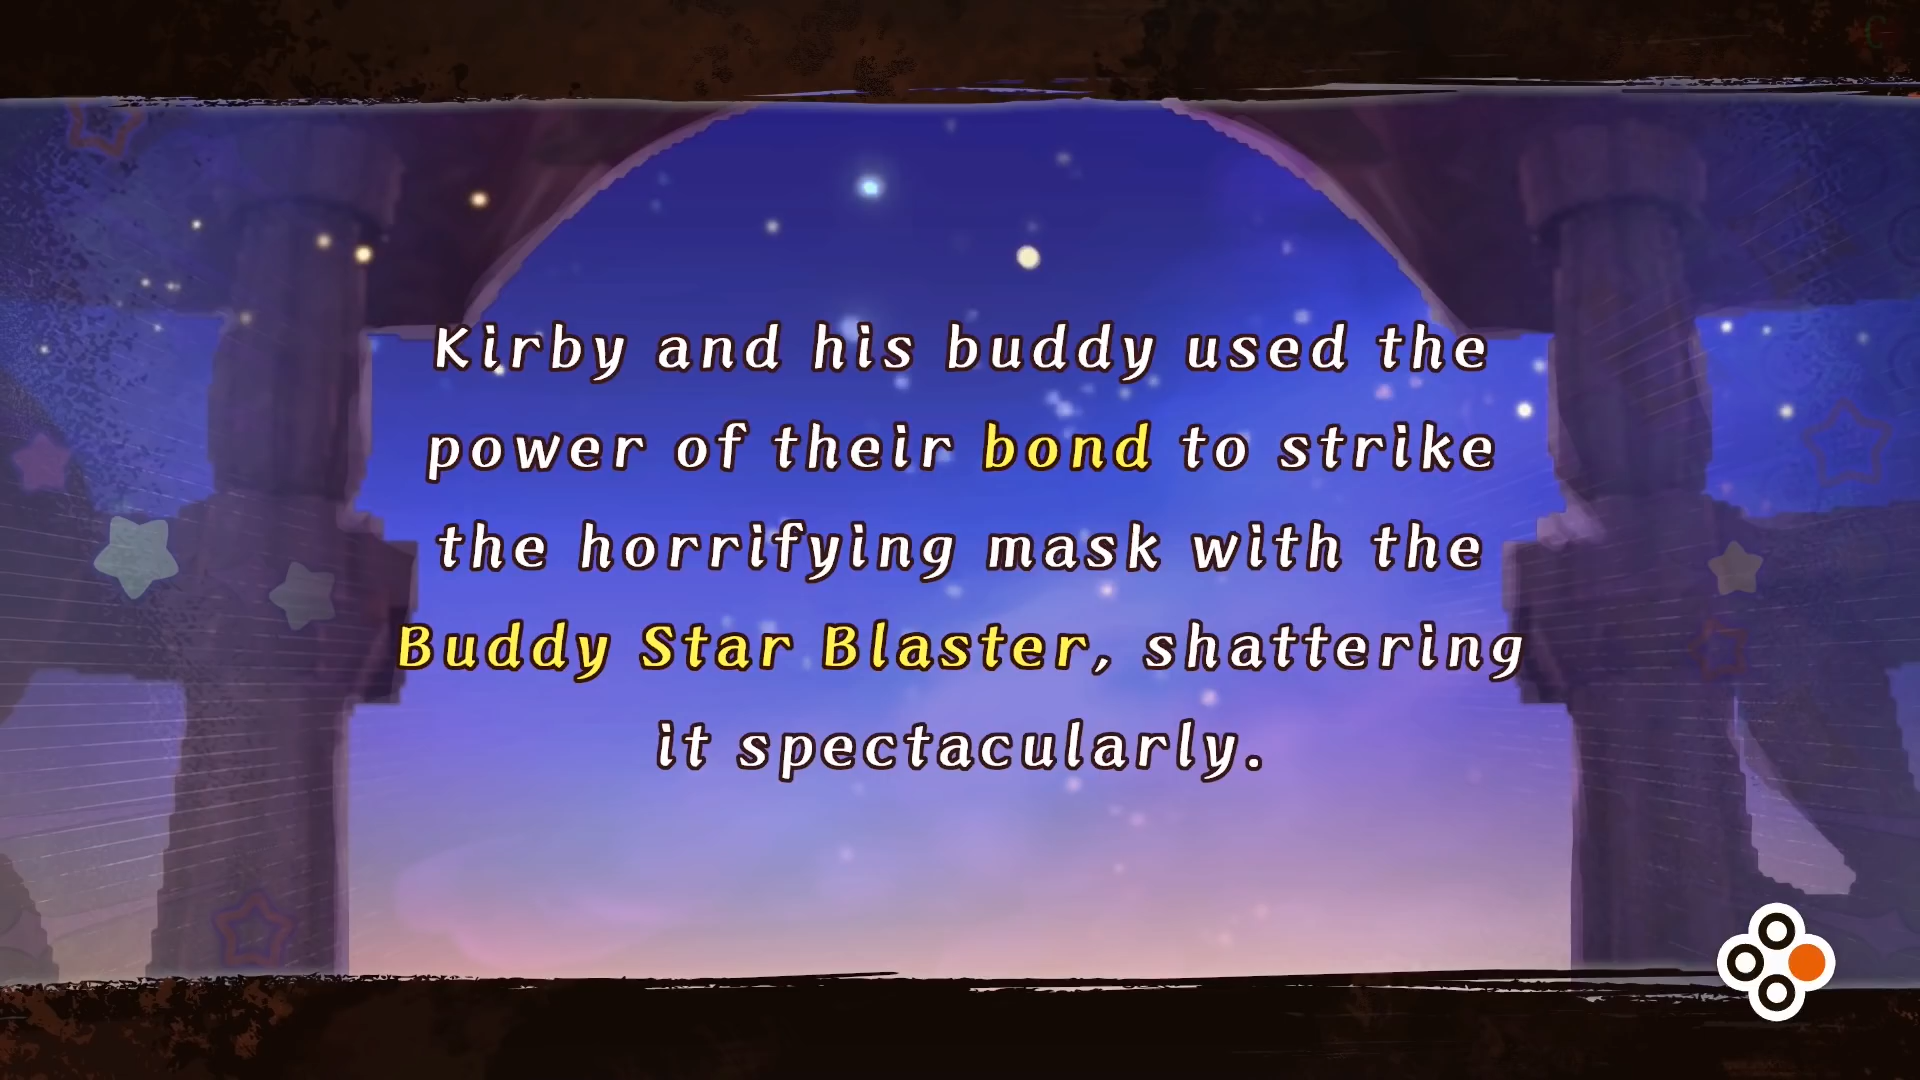 Kirby and his buddy used the
power of their bond to strike
the horrifying mask with the
Buddy Star Blaster, shattering
it spectacularly.